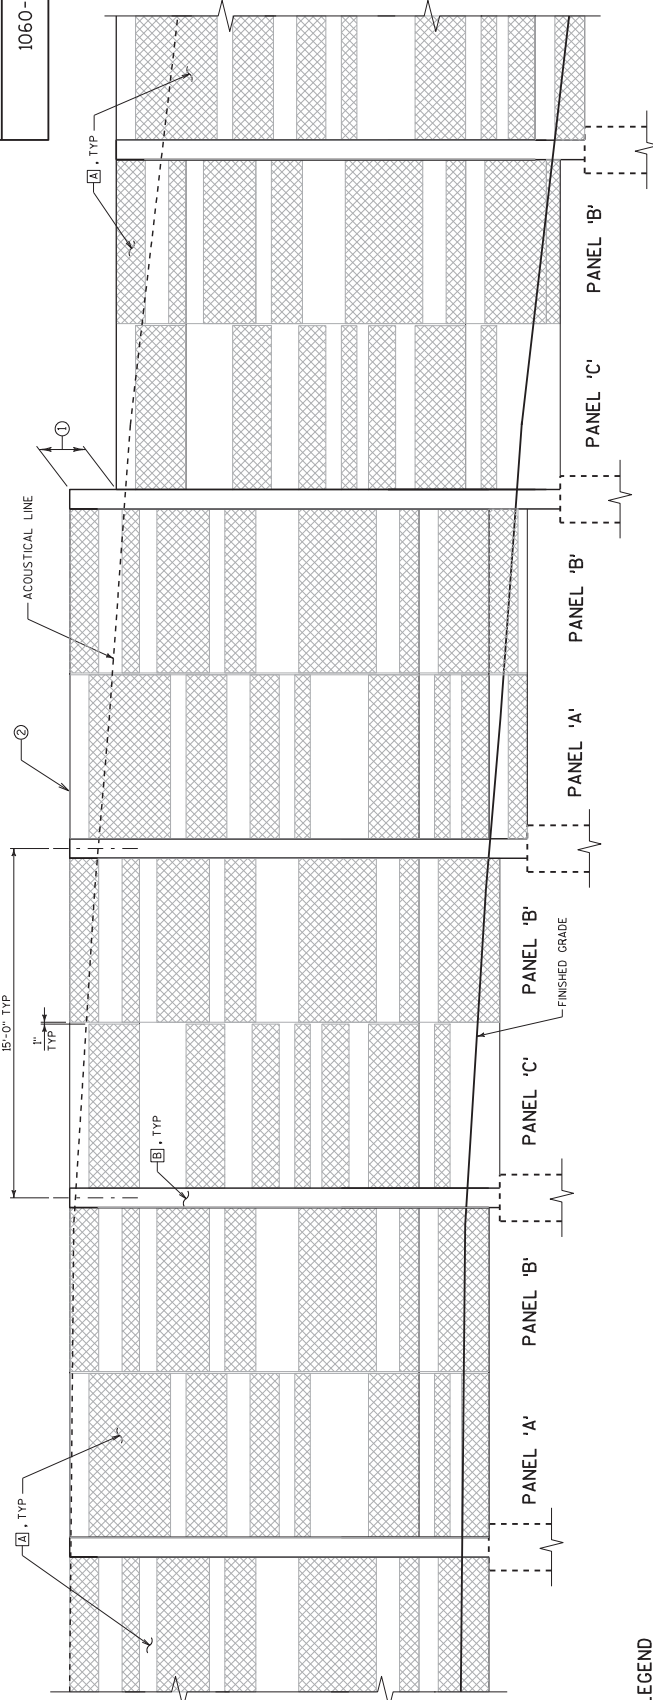 1060-
A , TYP
ACOUSTICAL LINE
1
2
15'-0" TYP
1"
TYP
B , TYP
A , TYP
FINISHED GRADE
PANEL 'A'
PANEL 'B'
PANEL 'C'
PANEL 'B'
PANEL 'A'
PANEL 'B'
PANEL 'C'
PANEL 'B'
EGEND